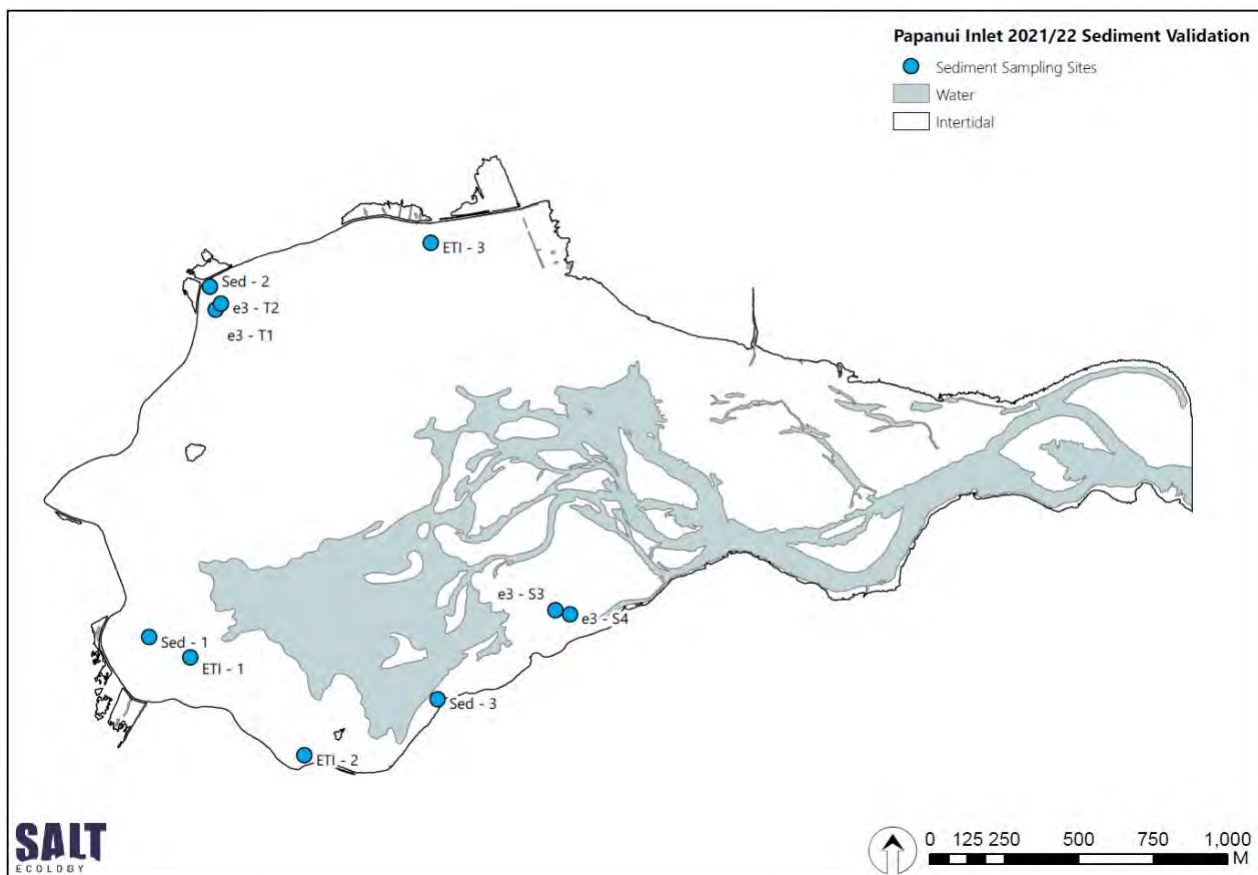 Papanui Inlet 2021/22 Sediment Validation
Sediment Sampling Sites
Water
Intertidal
ETI - 3
Sed - 2
e3 - T2
e3 - T1
e3 - S3
e3 - S4
Sed - 1
ETI - 1
Sed - 3
ETI - 2
SALT
ECOLOGY
0 125 250 500 750 1,000
M